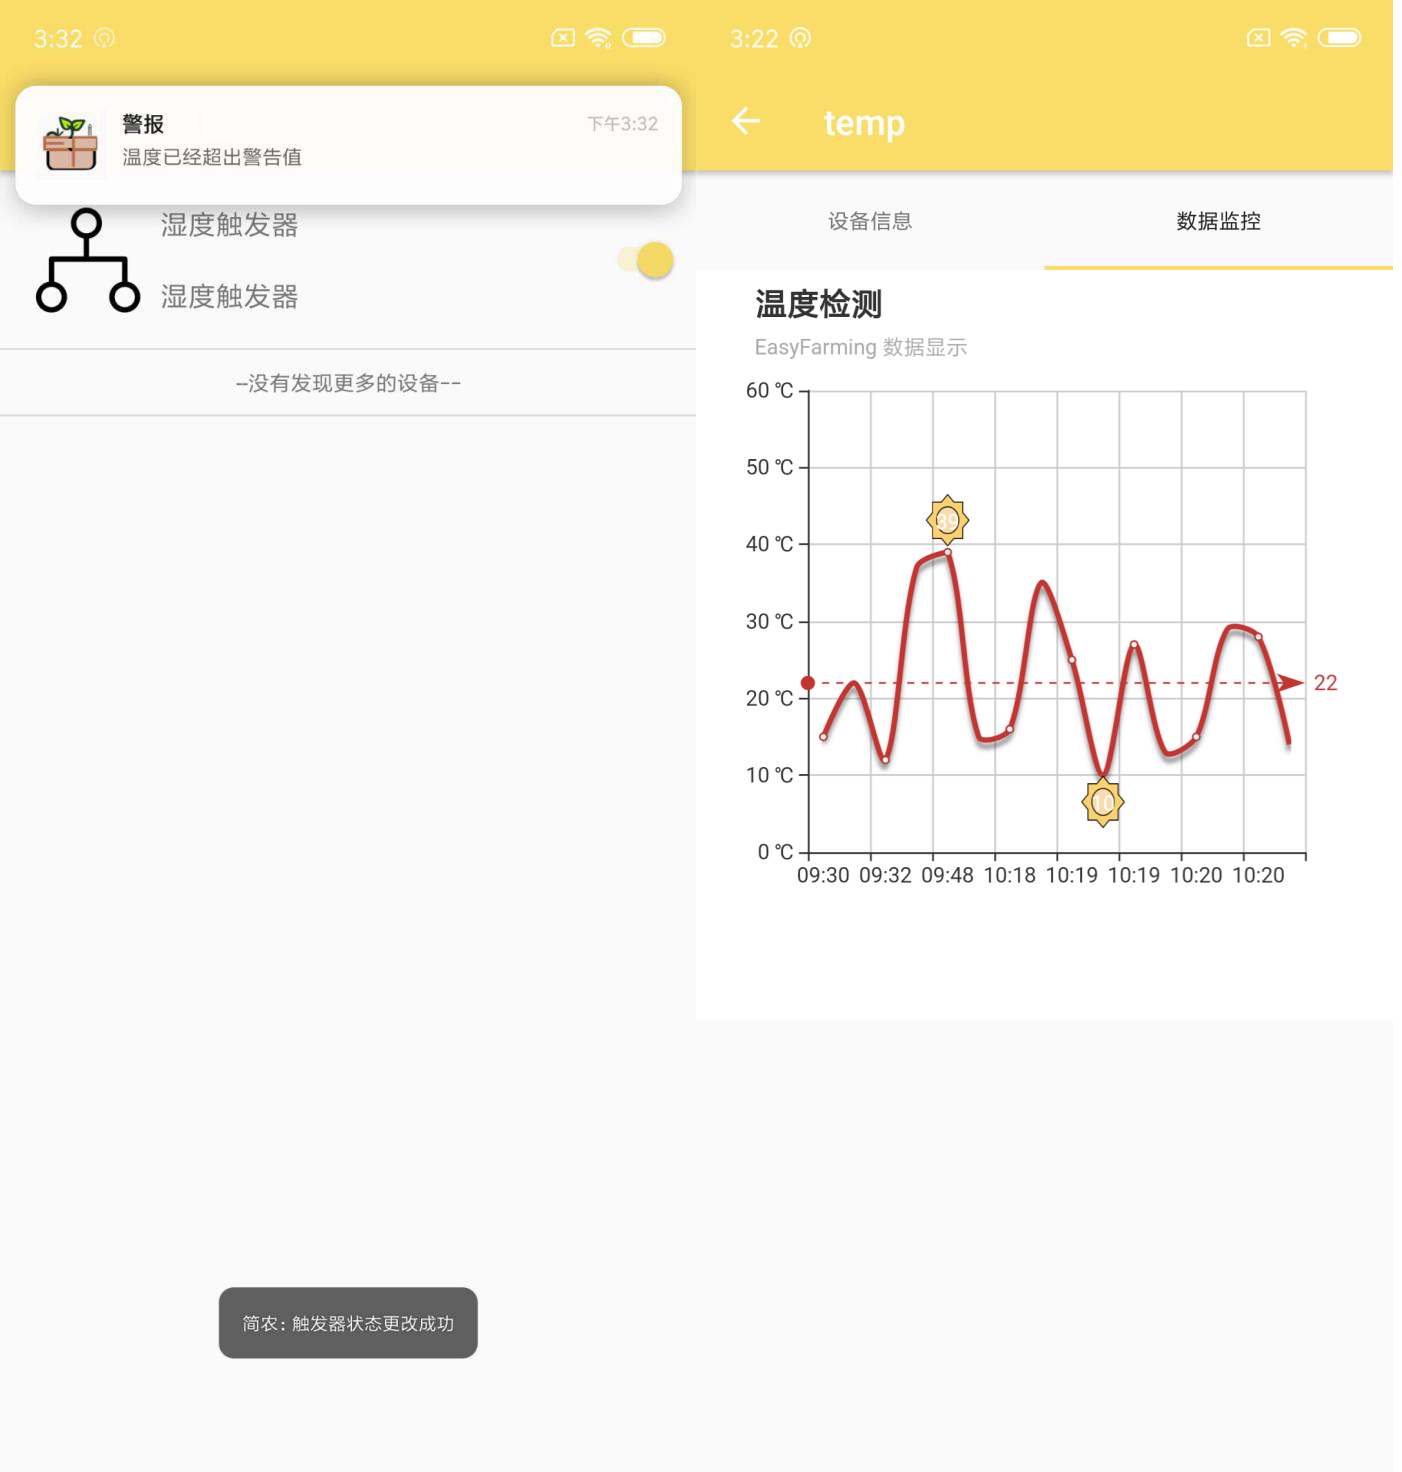 3:32
警报
下午3:32
温度已经超出警告值
湿度触发器
湿度触发器
--没有发现更多的设备--
简农: 触发器状态更改成功
3:22
temp
设备信息
数据监控
温度检测
EasyFarming 数据显示
60 ℃
50 ℃
39
40 ℃
30 ℃
22
20 ℃
10 ℃
10
0 ℃
09:30 09:32 09:48 10:18 10:19 10:19 10:20 10:20